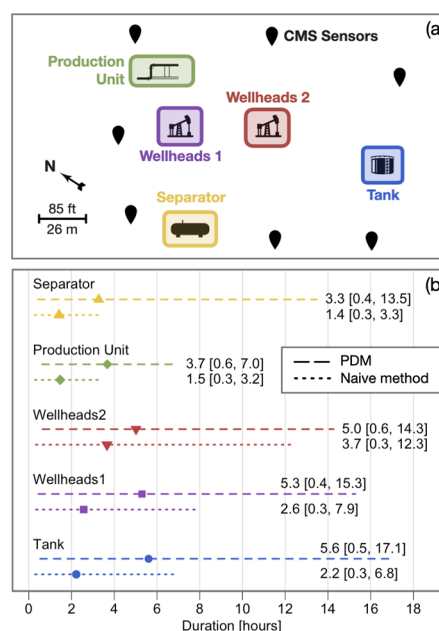 (a)
CMS Sensors
Production
Unit
Wellheads 2
Wellheads 1
Tank
N
Separator
85 ft
26 m
(b)
Separator
3.3 [0.4, 13.5]
1.4 [0.3, 3.3]
Production Unit
3.7 [0.6, 7.0]
1.5 [0.3, 3.2]
PDM
Naive method
Wellheads2
5.0 [0.6, 14.3]
3.7 [0.3, 12.3]
Wellheads1
5.3 [0.4, 15.3]
2.6 [0.3, 7.9]
Tank
5.6 [0.5, 17.1]
2.2 [0.3, 6.8]
0 2 4 6 8 10 12 14 16 18
Duration [hours]